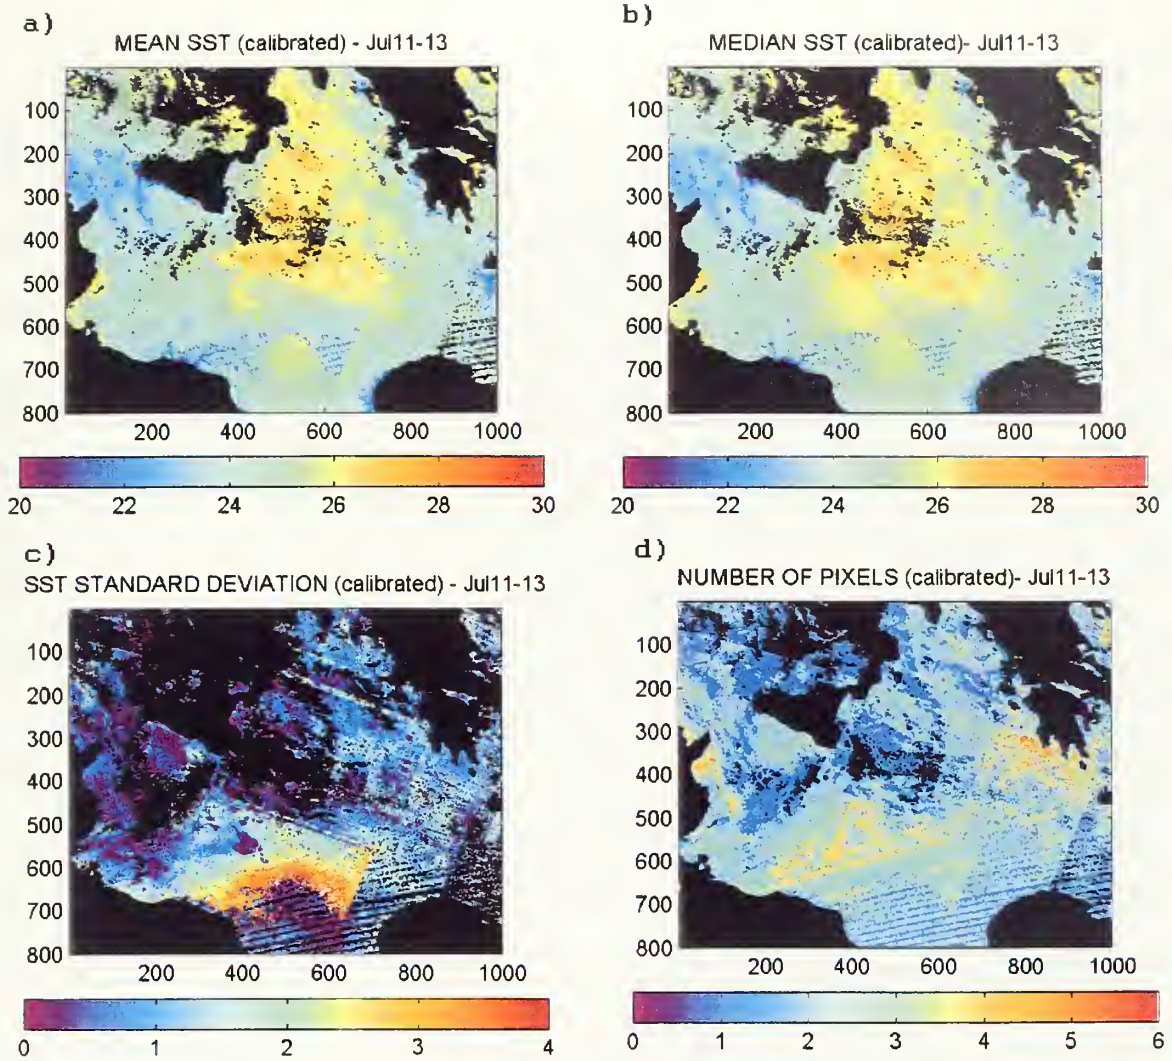 a)
MEAN SST (calibrated) - Jul11-13
100
200
300
400
500
600
700
800
200 400 600 800 1000
20 22 24 26 28 30
b)
MEDIAN SST (calibrated)- Jul11-13
100
200
300
400
500
600
700
800
200 400 600 800 1000
20 22 24 26 28 30
c)
SST STANDARD DEVIATION (calibrated) - Jul11-13
100
200
300
400
500
600
700
800
200 400 600 800 1000
0 1 2 3 4
d)
NUMBER OF PIXELS (calibrated)- Jul11-13
100
200
300
400
500
600
700
800
200 400 600 800 1000
0 1 2 3 4 5 6